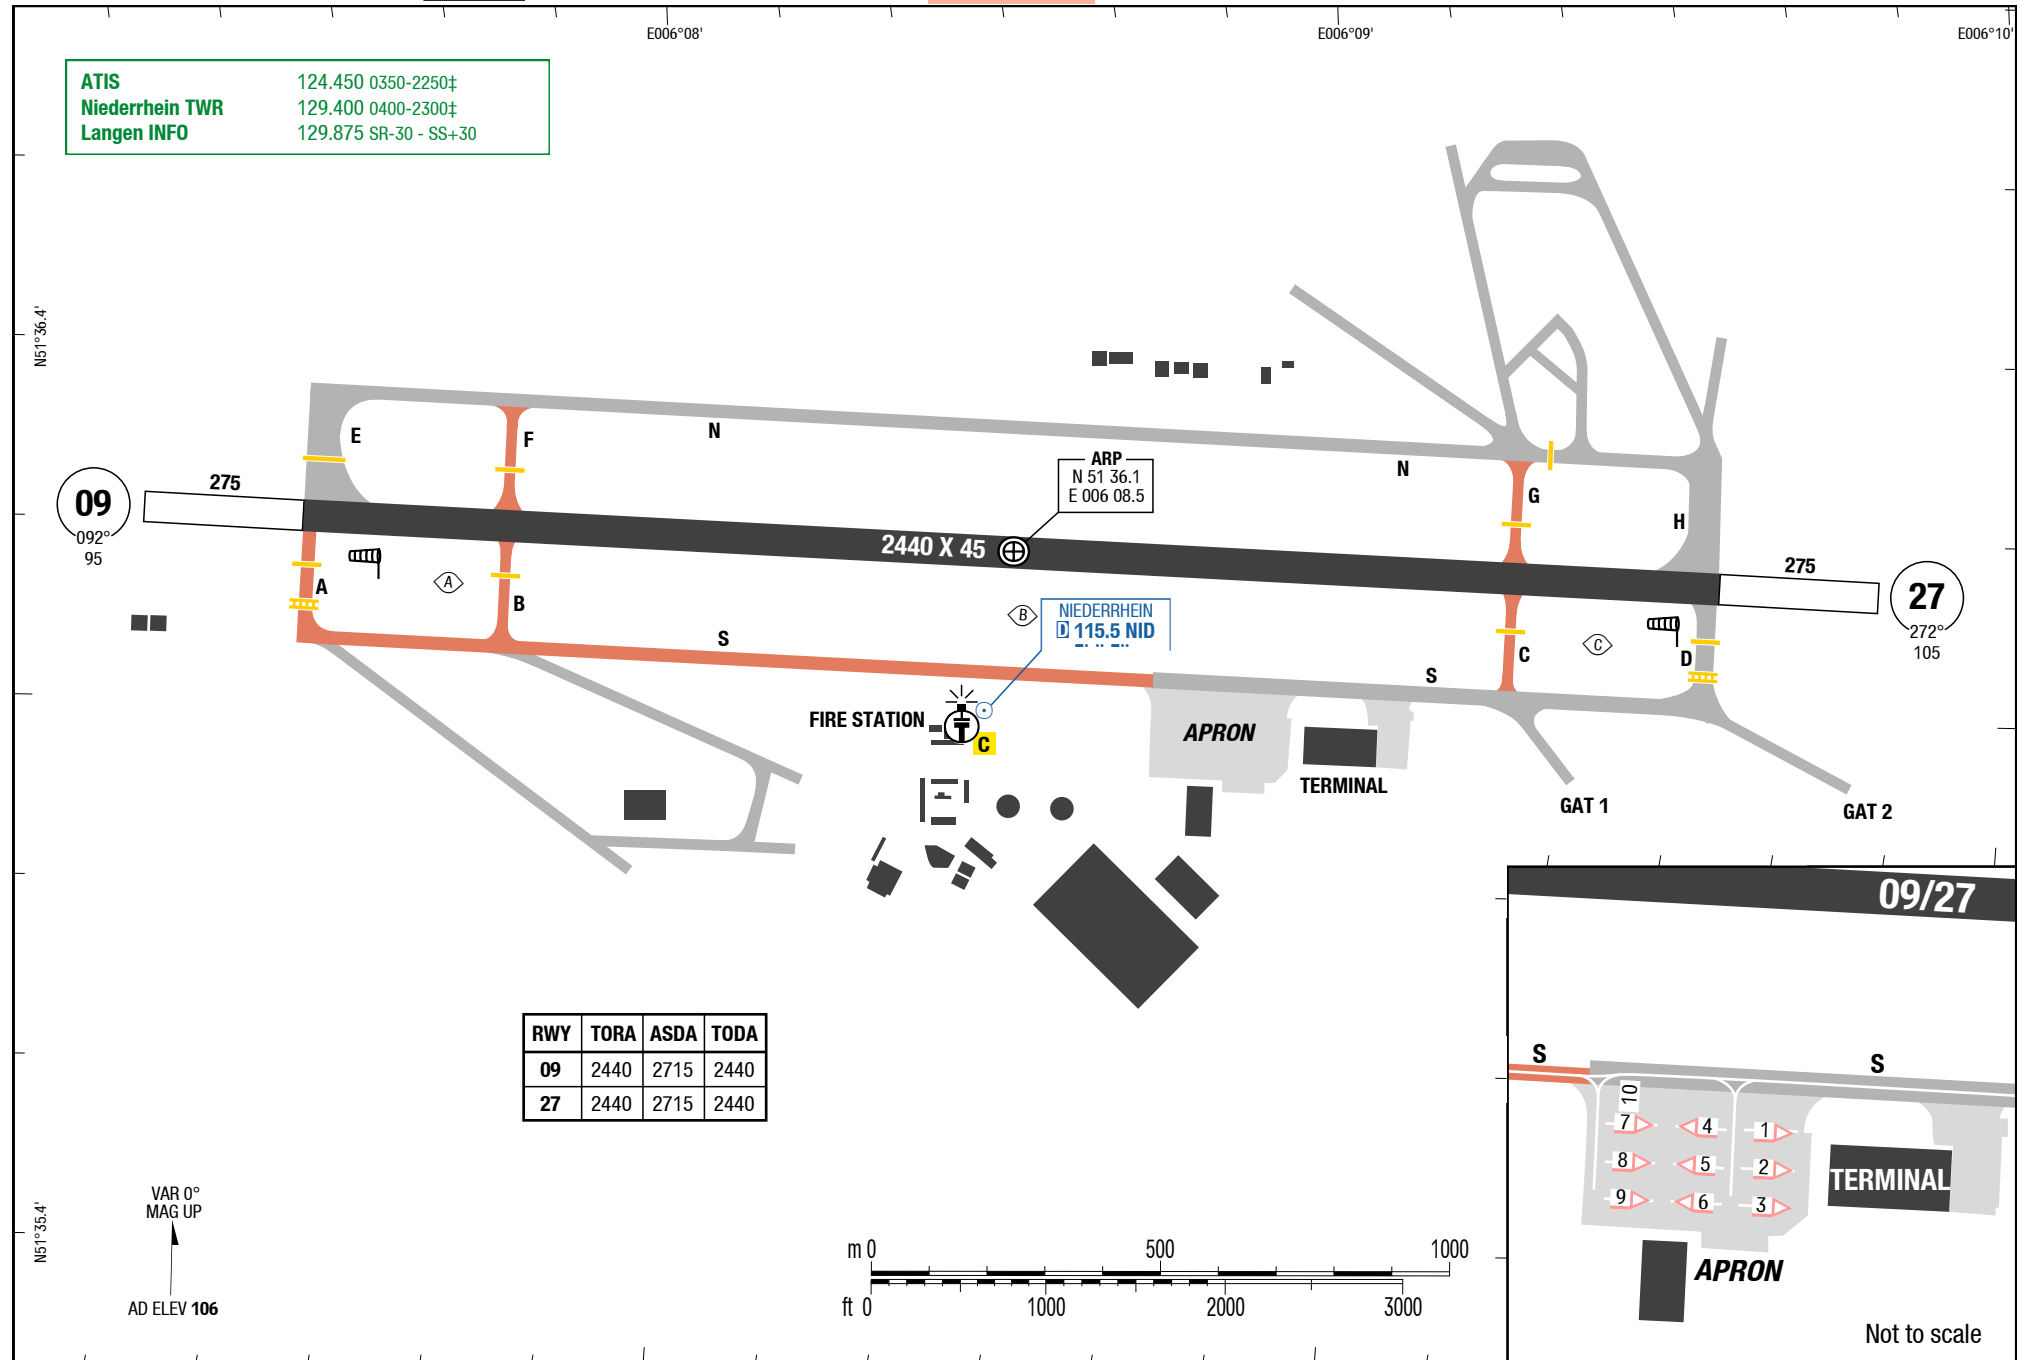 E006°08'
E006°09'
E006°10'
ATIS 124.450 0350-2250‡
Niederrhein TWR 129.400 0400-2300‡
Langen INFO 129.875 SR-30 - SS+30
N51°36.4'
E
F
N
N
ARP
N 51 36.1
E 006 08.5
G
H
09
092°
95
275
2440 X 45
275
27
272°
105
A
A
B
B
C
C
D
NIEDERRHEIN
D 115.5 NID
S
S
FIRE STATION
C
APRON
TERMINAL
GAT 1
GAT 2
09/27
S
S
10
7
4
1
8
5
2
9
6
3
TERMINAL
APRON
Not to scale
RWY TORA ASDA TODA
09 2440 2715 2440
27 2440 2715 2440
N51°35.4'
VAR 0°
MAG UP
AD ELEV 106
m 0 500 1000
ft 0 1000 2000 3000